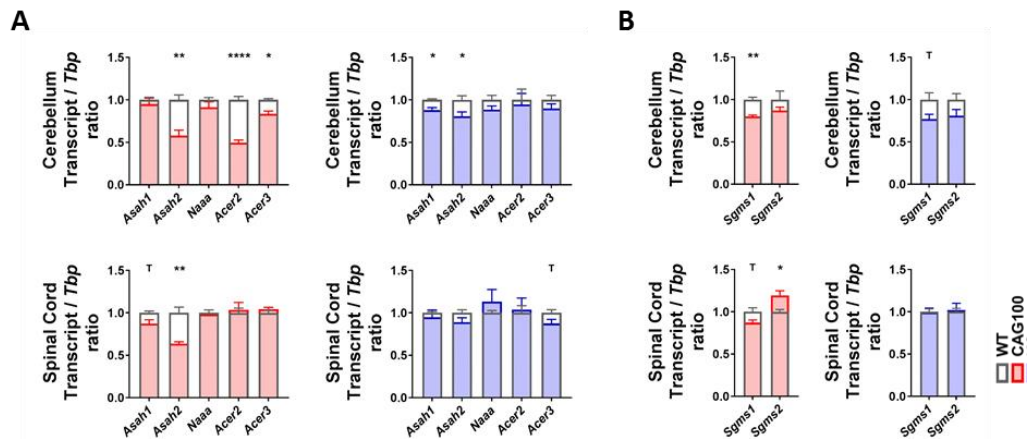 A
B
Cerebellum
Transcript / Tbp
ratio
1.5
1.0
0.5
0.0
** **** *
Asah1 Asah2 Naaa Acer2 Acer3
Cerebellum
Transcript / Tbp
ratio
1.5
1.0
0.5
0.0
* *
Asah1 Asah2 Naaa Acer2 Acer3
Cerebellum
Transcript / Tbp
ratio
1.5
1.0
0.5
0.0
**
Sgms1 Sgms2
Cerebellum
Transcript / Tbp
ratio
1.5
1.0
0.5
0.0
T
Sgms1 Sgms2
Spinal Cord
Transcript / Tbp
ratio
1.5
1.0
0.5
0.0
T **
Asah1 Asah2 Naaa Acer2 Acer3
Spinal Cord
Transcript / Tbp
ratio
1.5
1.0
0.5
0.0
T
Asah1 Asah2 Naaa Acer2 Acer3
Spinal Cord
Transcript / Tbp
ratio
1.5
1.0
0.5
0.0
T *
Sgms1 Sgms2
Spinal Cord
Transcript / Tbp
ratio
1.5
1.0
0.5
0.0
Sgms1 Sgms2
WT
CAG100